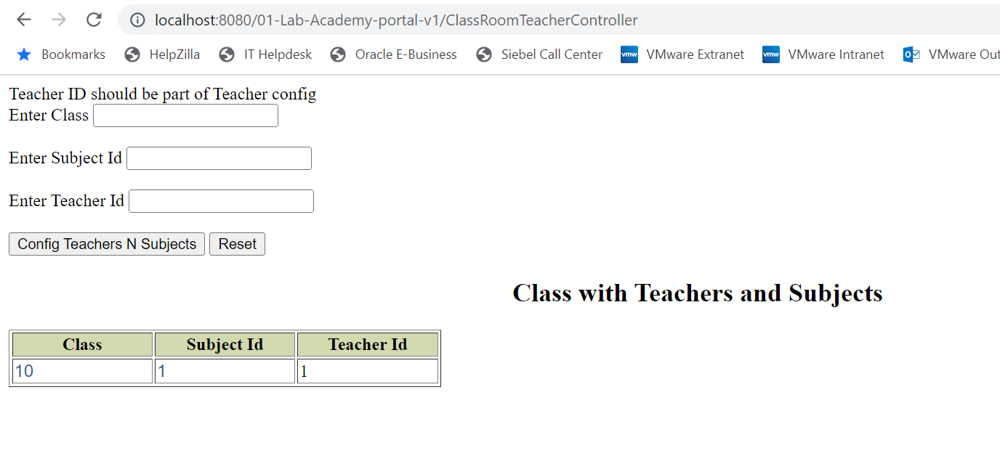 localhost:8080/01-Lab-Academy-portal-v1/ClassRoomTeacherController
Bookmarks HelpZilla IT Helpdesk Oracle E-Business Siebel Call Center vmw VMware Extranet vmw VMware Intranet VMware Out
Teacher ID should be part of Teacher config
Enter Class
Enter Subject Id
Enter Teacher Id
Config Teachers N Subjects Reset
Class with Teachers and Subjects
Class Subject Id Teacher Id
10 1 1